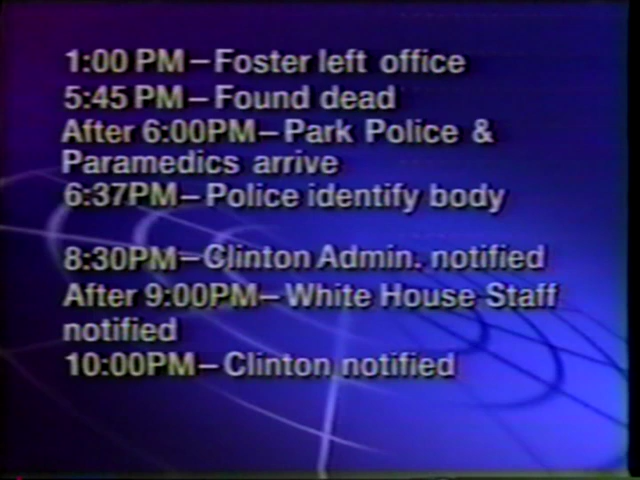 1:00 PM – Foster left office
5:45 PM – Found dead
After 6:00PM – Park Police &
Paramedics arrive
6:37PM – Police identify body
8:30PM – Clinton Admin. notified
After 9:00PM – White House Staff
notified
10:00PM – Clinton notified